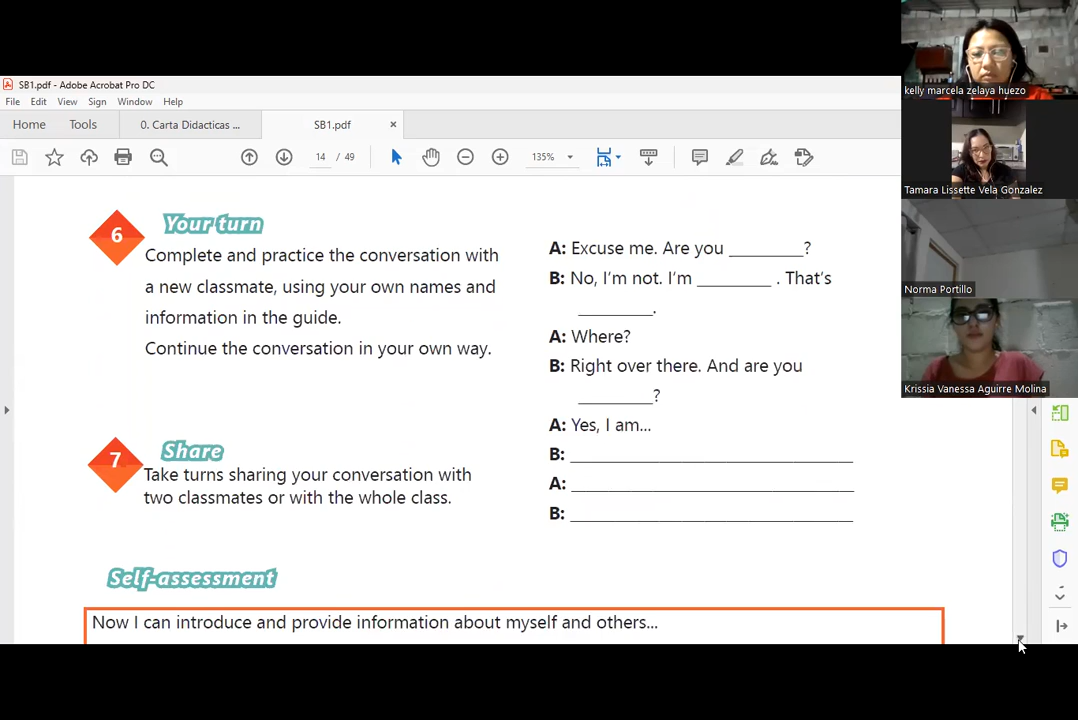 SB1.pdf - Adobe Acrobat Pro DC
File Edit View Sign Window Help
Home Tools 0. Carta Didacticas ... SB1.pdf ×
14 / 49 135%
6 Your turn
Complete and practice the conversation with
a new classmate, using your own names and
information in the guide.
Continue the conversation in your own way.
7 Share
Take turns sharing your conversation with
two classmates or with the whole class.
A: Excuse me. Are you ________?
B: No, I'm not. I'm ________ . That's
________.
A: Where?
B: Right over there. And are you
________?
A: Yes, I am...
B: ______________________________
A: ______________________________
B: ______________________________
Self-assessment
Now I can introduce and provide information about myself and others...
kelly marcela zelaya huezo
Tamara Lissette Vela Gonzalez
Norma Portillo
Krissia Vanessa Aguirre Molina